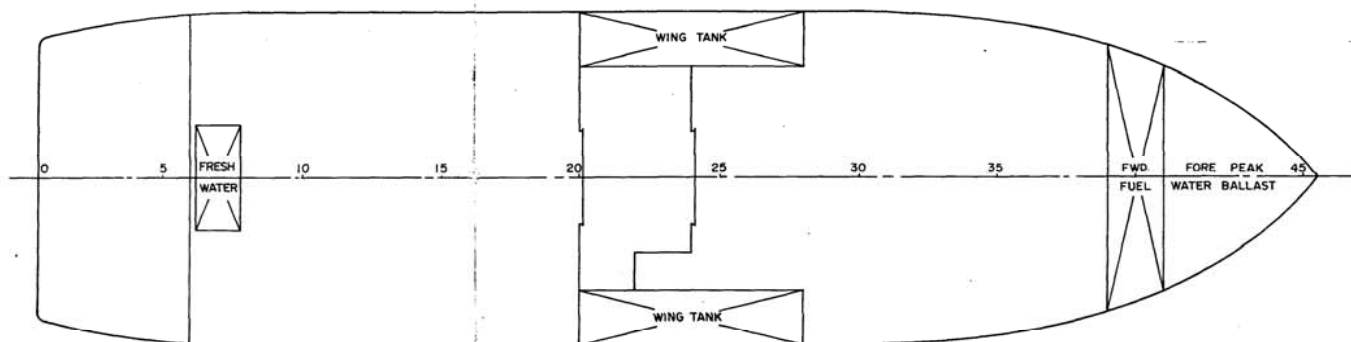 WING TANK
0 5 FRESH 10 20 25 30 35 FWD. FORE PEAK 45
WATER FUEL WATER BALLAST
WING TANK